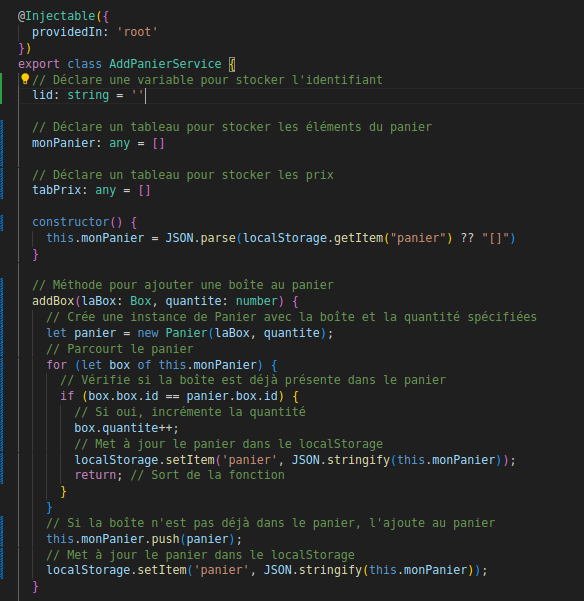 @Injectable({
  providedIn: 'root'
})
export class AddPanierService {
  // Déclare une variable pour stocker l'identifiant
  lid: string = ''

  // Déclare un tableau pour stocker les éléments du panier
  monPanier: any = []

  // Déclare un tableau pour stocker les prix
  tabPrix: any = []

  constructor() {
    this.monPanier = JSON.parse(localStorage.getItem("panier") ?? "[]")
  }

  // Méthode pour ajouter une boîte au panier
  addBox(laBox: Box, quantite: number) {
    // Crée une instance de Panier avec la boîte et la quantité spécifiées
    let panier = new Panier(laBox, quantite);
    // Parcourt le panier
    for (let box of this.monPanier) {
      // Vérifie si la boîte est déjà présente dans le panier
      if (box.box.id == panier.box.id) {
        // Si oui, incrémente la quantité
        box.quantite++;
        // Met à jour le panier dans le localStorage
        localStorage.setItem('panier', JSON.stringify(this.monPanier));
        return; // Sort de la fonction
      }
    }
    // Si la boîte n'est pas déjà dans le panier, l'ajoute au panier
    this.monPanier.push(panier);
    // Met à jour le panier dans le localStorage
    localStorage.setItem('panier', JSON.stringify(this.monPanier));
  }